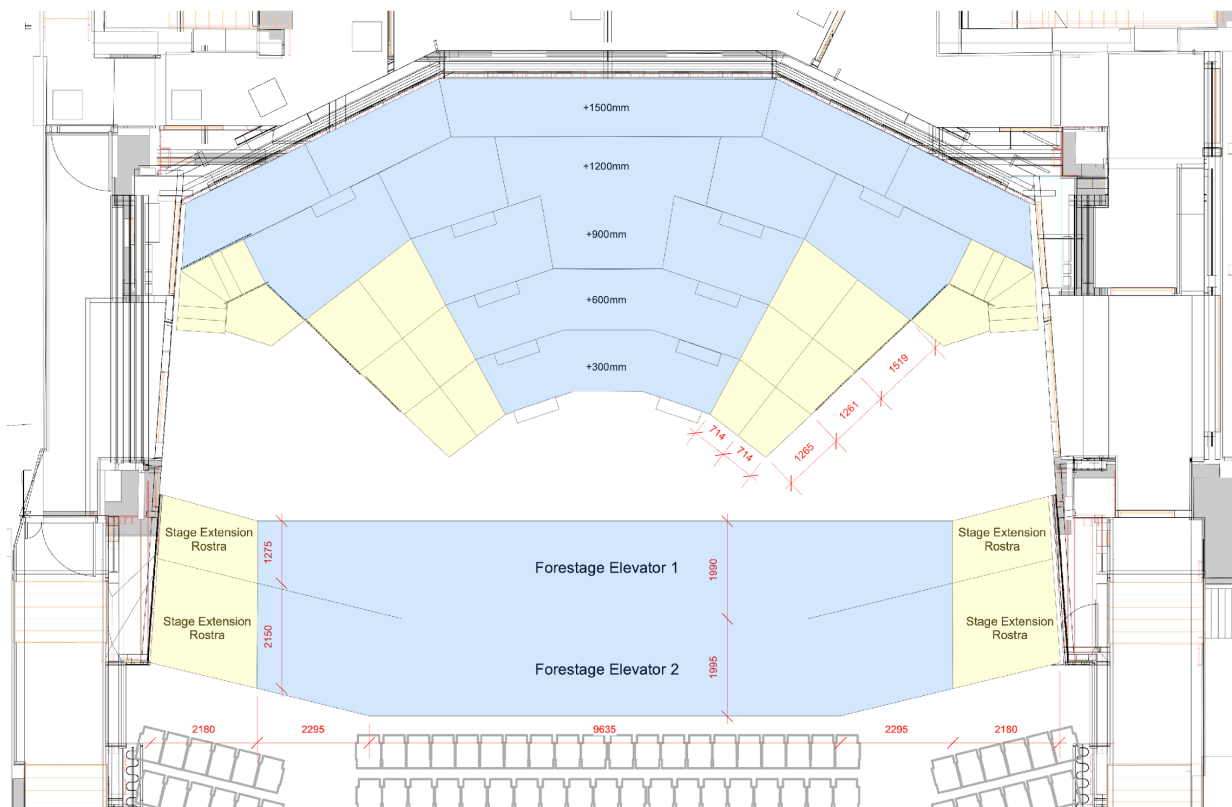 +1500mm
+1200mm
+900mm
+600mm
+300mm
1519
1261
1265
714
714
Stage Extension
Rostra
1275
Forestage Elevator 1
1990
Stage Extension
Rostra
Stage Extension
Rostra
2150
Forestage Elevator 2
1995
Stage Extension
Rostra
2180
2295
9635
2295
2180